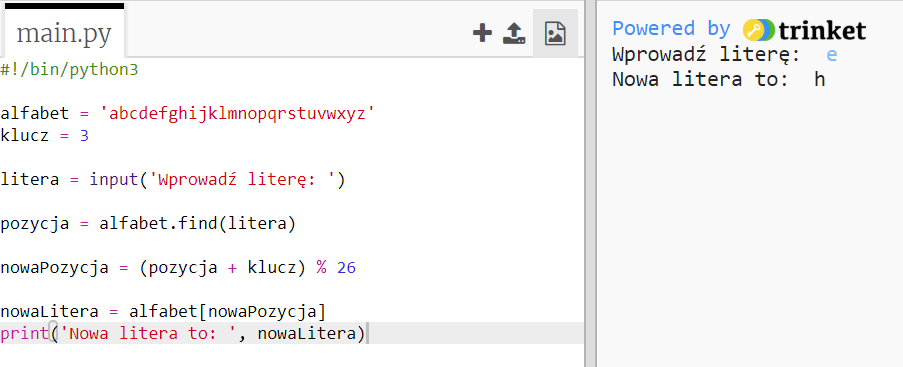 main.py
#!/bin/python3
alfabet = 'abcdefghijklmnopqrstuvwxyz'
klucz = 3
litera = input('Wprowadź literę: ')
pozycja = alfabet.find(litera)
nowaPozycja = (pozycja + klucz) % 26
nowaLitera = alfabet[nowaPozycja]
print('Nowa litera to: ', nowaLitera)
Powered by trinket
Wprowadź literę:  e
Nowa litera to:  h